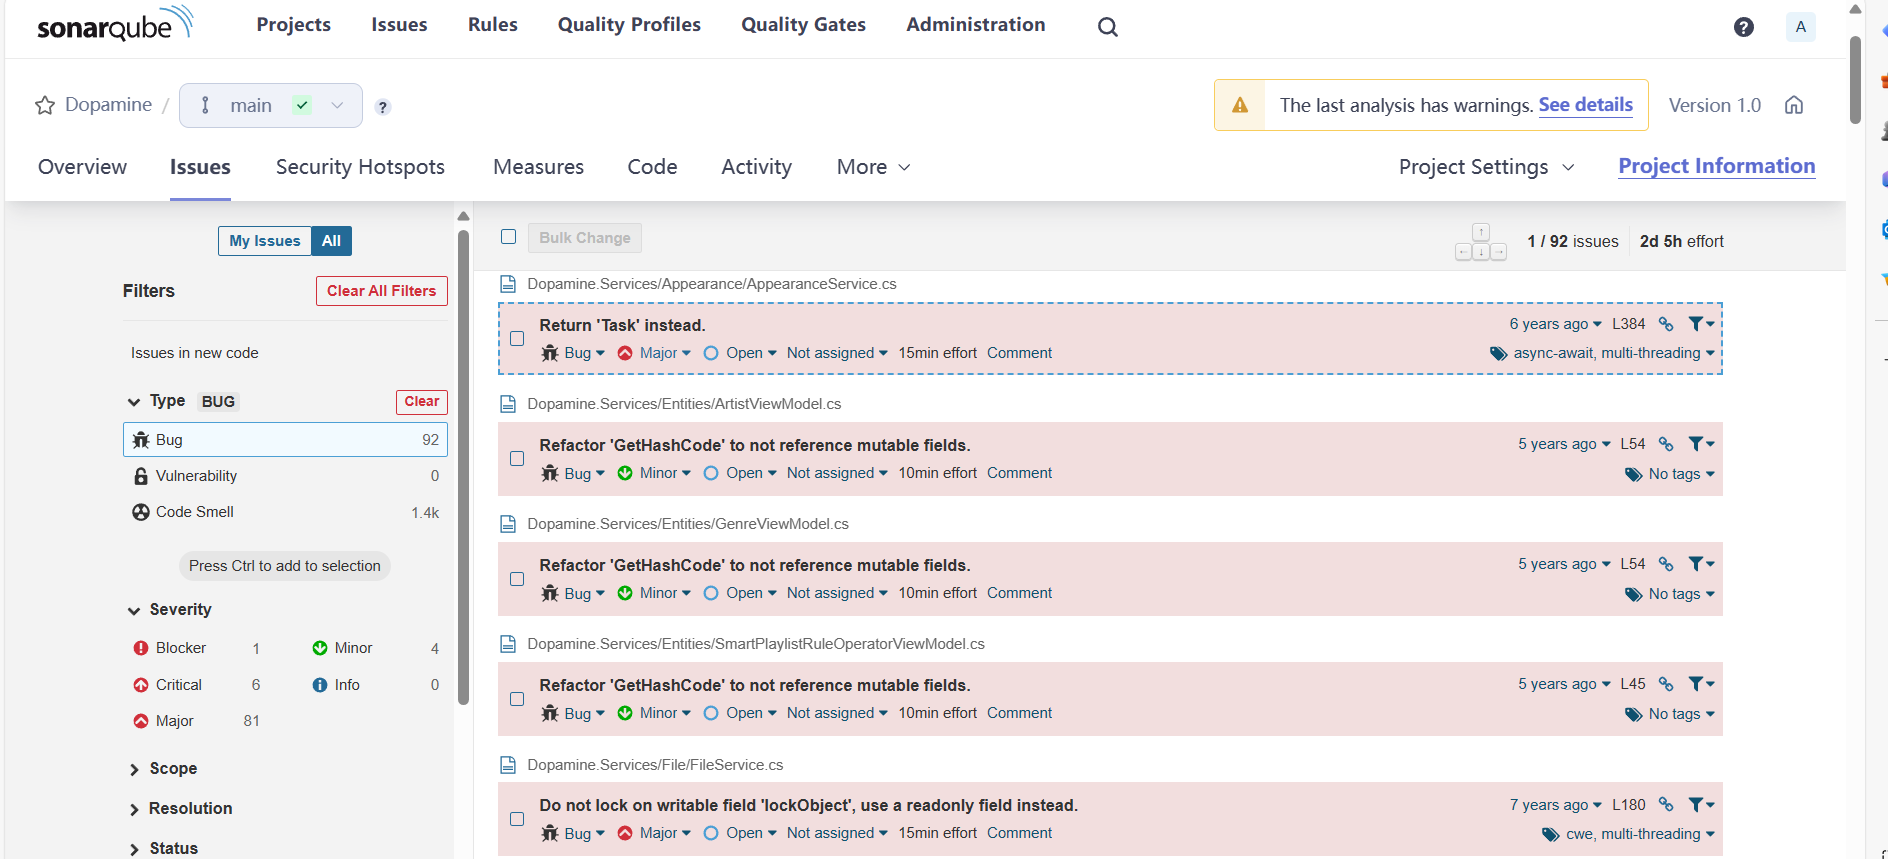 sonarqube Projects Issues Rules Quality Profiles Quality Gates Administration ? A
Dopamine / main ? The last analysis has warnings. See details Version 1.0
Overview Issues Security Hotspots Measures Code Activity More Project Settings Project Information
My Issues All
Filters Clear All Filters
Issues in new code
Type BUG Clear
Bug 92
Vulnerability 0
Code Smell 1.4k
Press Ctrl to add to selection
Severity
Blocker 1 Minor 4
Critical 6 Info 0
Major 81
Scope
Resolution
Status
Bulk Change 1 / 92 issues 2d 5h effort
Dopamine.Services/Appearance/AppearanceService.cs
Return 'Task' instead. 6 years ago L384
Bug Major Open Not assigned 15min effort Comment async-await, multi-threading
Dopamine.Services/Entities/ArtistViewModel.cs
Refactor 'GetHashCode' to not reference mutable fields. 5 years ago L54
Bug Minor Open Not assigned 10min effort Comment No tags
Dopamine.Services/Entities/GenreViewModel.cs
Refactor 'GetHashCode' to not reference mutable fields. 5 years ago L54
Bug Minor Open Not assigned 10min effort Comment No tags
Dopamine.Services/Entities/SmartPlaylistRuleOperatorViewModel.cs
Refactor 'GetHashCode' to not reference mutable fields. 5 years ago L45
Bug Minor Open Not assigned 10min effort Comment No tags
Dopamine.Services/File/FileService.cs
Do not lock on writable field 'lockObject', use a readonly field instead. 7 years ago L180
Bug Major Open Not assigned 15min effort Comment cwe, multi-threading